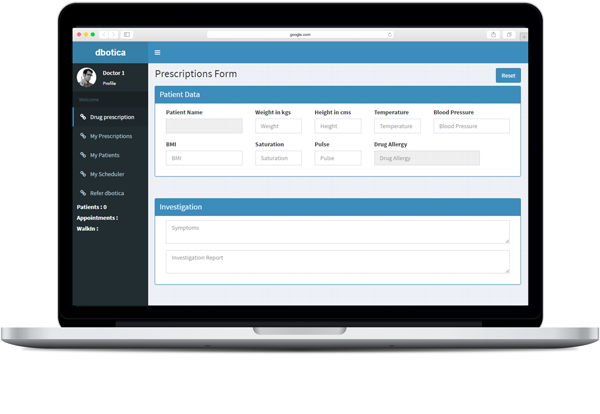 google.com
dbotica
Doctor 1
Profile
Welcome
Drug prescription
My Prescriptions
My Patients
My Scheduler
Refer dbotica
Patients : 0
Appointments :
WalkIn :
Prescriptions Form
Reset
Patient Data
Patient Name Weight in kgs Height in cms Temperature Blood Pressure
Weight Height Temperature Blood Pressure
BMI Saturation Pulse Drug Allergy
BMI Saturation Pulse Drug Allergy
Investigation
Symptoms
Investigation Report